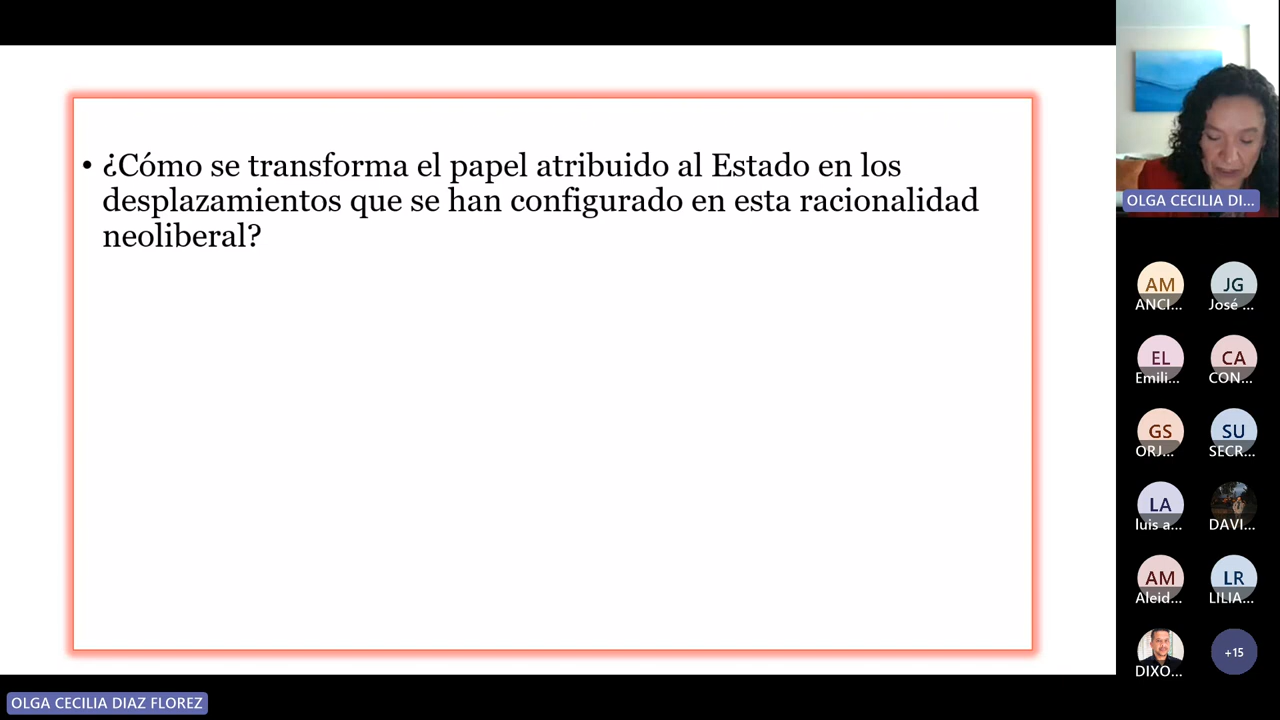 • ¿Cómo se transforma el papel atribuido al Estado en los
desplazamientos que se han configurado en esta racionalidad
neoliberal?
OLGA CECILIA DI...
AM
ANCI...
JG
José ...
EL
Emili...
CA
CON...
GS
ORJ...
SU
SECR...
LA
luis a...
DAVI...
AM
Aleid...
LR
LILIA...
DIXO...
+15
OLGA CECILIA DIAZ FLOREZ